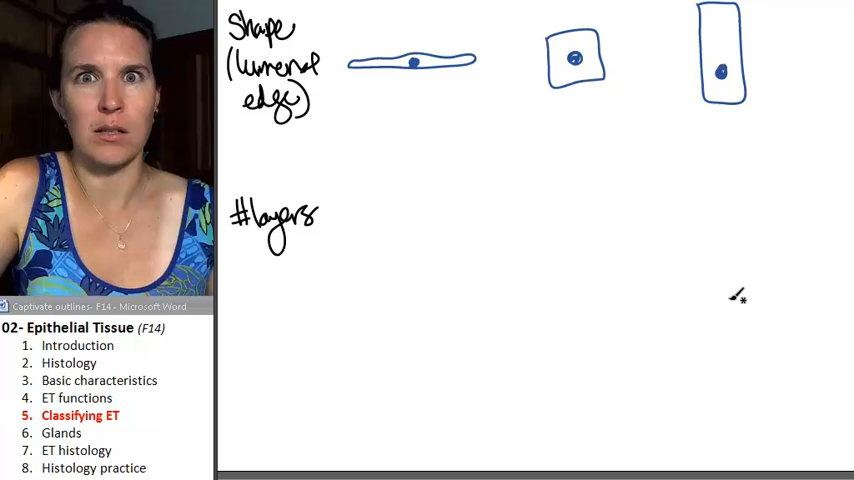 Shape
(lumenal
edge)
#layers
Captivate outlines- F14 - Microsoft Word
02- Epithelial Tissue (F14)
1. Introduction
2. Histology
3. Basic characteristics
4. ET functions
5. Classifying ET
6. Glands
7. ET histology
8. Histology practice